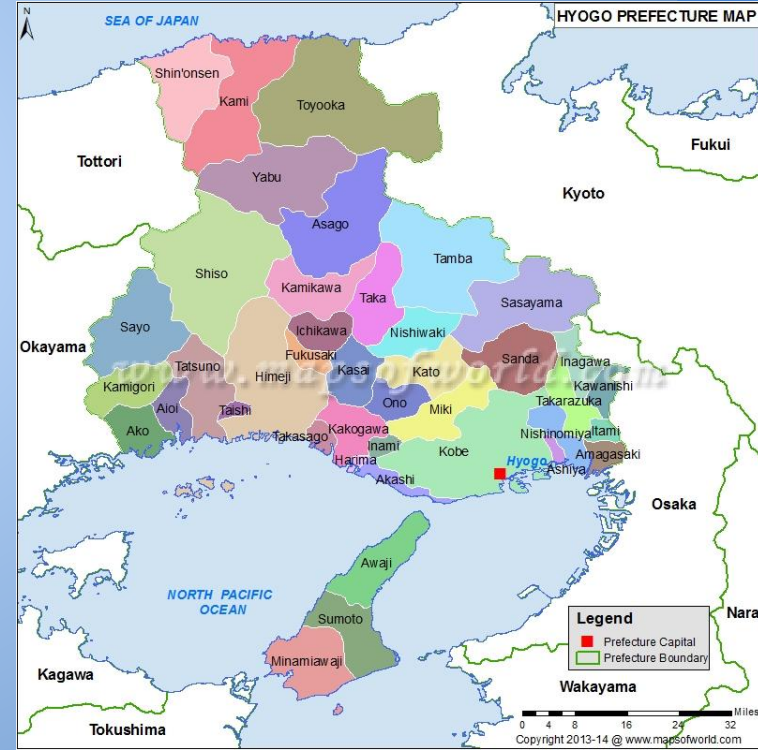 HYOGO PREFECTURE MAP
N
SEA OF JAPAN
Shin'onsen
Kami
Toyooka
Tottori
Fukui
Yabu
Kyoto
Asago
Tamba
Shiso
Kamikawa
Taka
Sasayama
Sayo
Ichikawa
Nishiwaki
Okayama
Fukusaki
Sanda
Inagawa
Tatsuno
Himeji
Kasai
Kato
Kamigori
Kawanishi
www.mapsofworld.com
Aioi
Taishi
Ono
Miki
Takarazuka
Ako
Takasago
Kakogawa
Nishinomiya
Itami
Inami
Kobe
Harima
Hyogo
Amagasaki
Akashi
Ashiya
Osaka
Awaji
NORTH PACIFIC
OCEAN
Sumoto
Nara
Legend
Prefecture Capital
Prefecture Boundary
Minamiawaji
Kagawa
Wakayama
Tokushima
Miles
0 4 8 16 24 32
Copyright 2013-14 @ www.mapsofworld.com